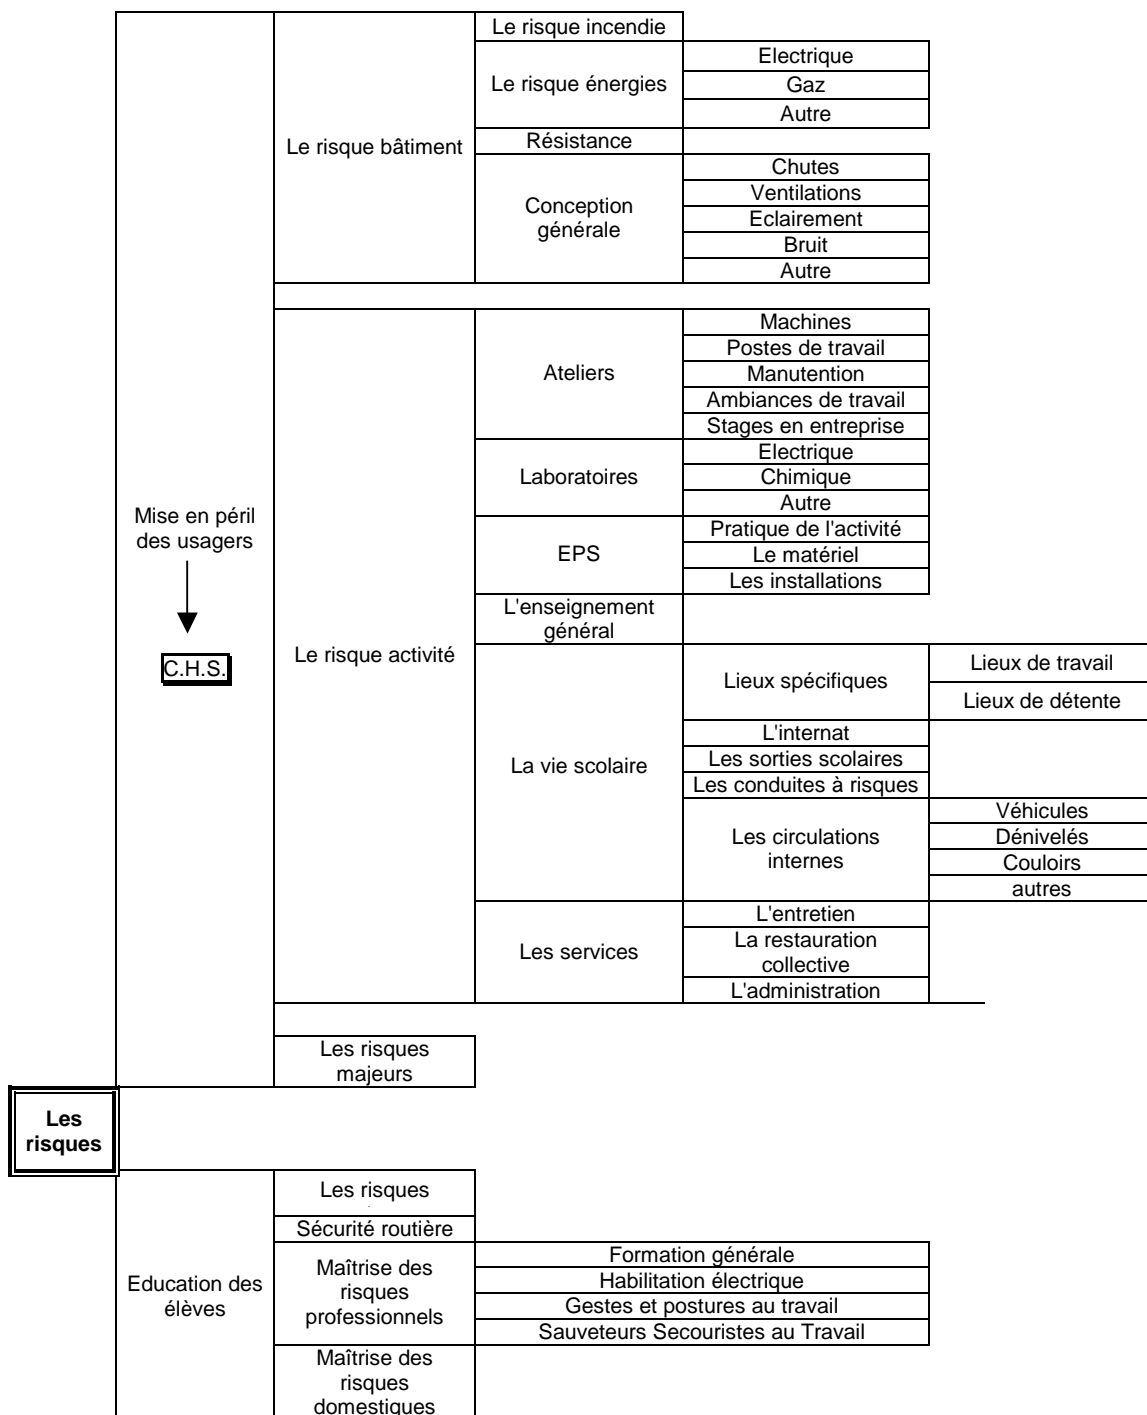 Le risque incendie
Le risque énergies
Electrique
Gaz
Autre
Le risque bâtiment
Résistance
Conception
générale
Chutes
Ventilations
Eclairement
Bruit
Autre
Mise en péril
des usagers
C.H.S.
Le risque activité
Ateliers
Machines
Postes de travail
Manutention
Ambiances de travail
Stages en entreprise
Laboratoires
Electrique
Chimique
Autre
EPS
Pratique de l'activité
Le matériel
Les installations
L'enseignement
général
La vie scolaire
Lieux spécifiques
Lieux de travail
Lieux de détente
L'internat
Les sorties scolaires
Les conduites à risques
Les circulations
internes
Véhicules
Dénivelés
Couloirs
autres
Les services
L'entretien
La restauration
collective
L'administration
Les risques
majeurs
Les
risques
Education des
élèves
Les risques
Sécurité routière
Maîtrise des
risques
professionnels
Formation générale
Habilitation électrique
Gestes et postures au travail
Sauveteurs Secouristes au Travail
Maîtrise des
risques
domestiques